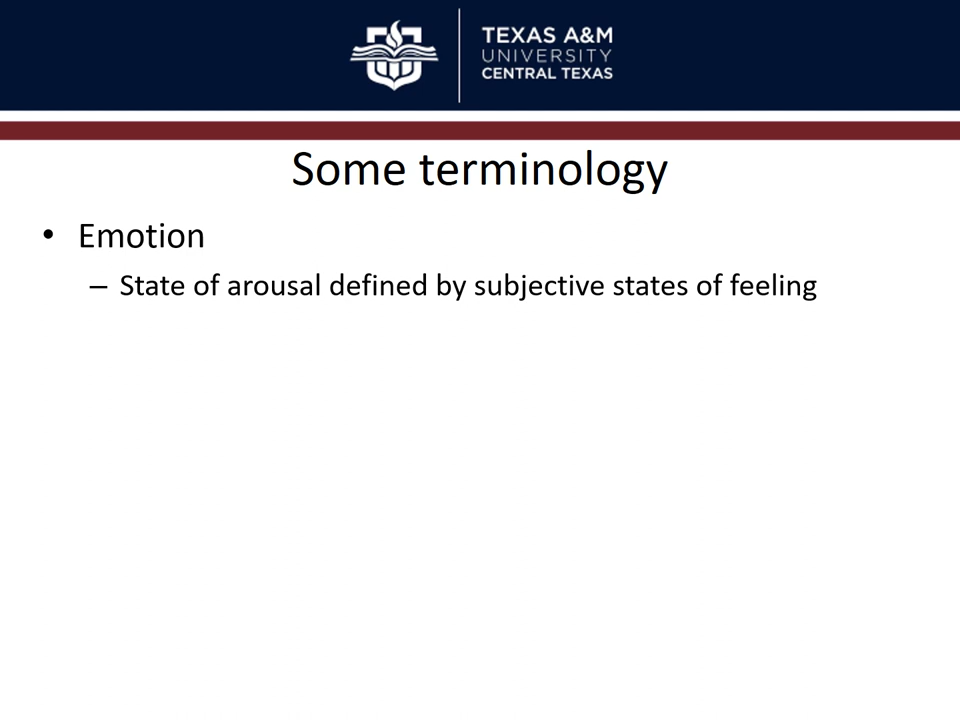 TEXAS A&M
UNIVERSITY
CENTRAL TEXAS
Some terminology
• Emotion
– State of arousal defined by subjective states of feeling